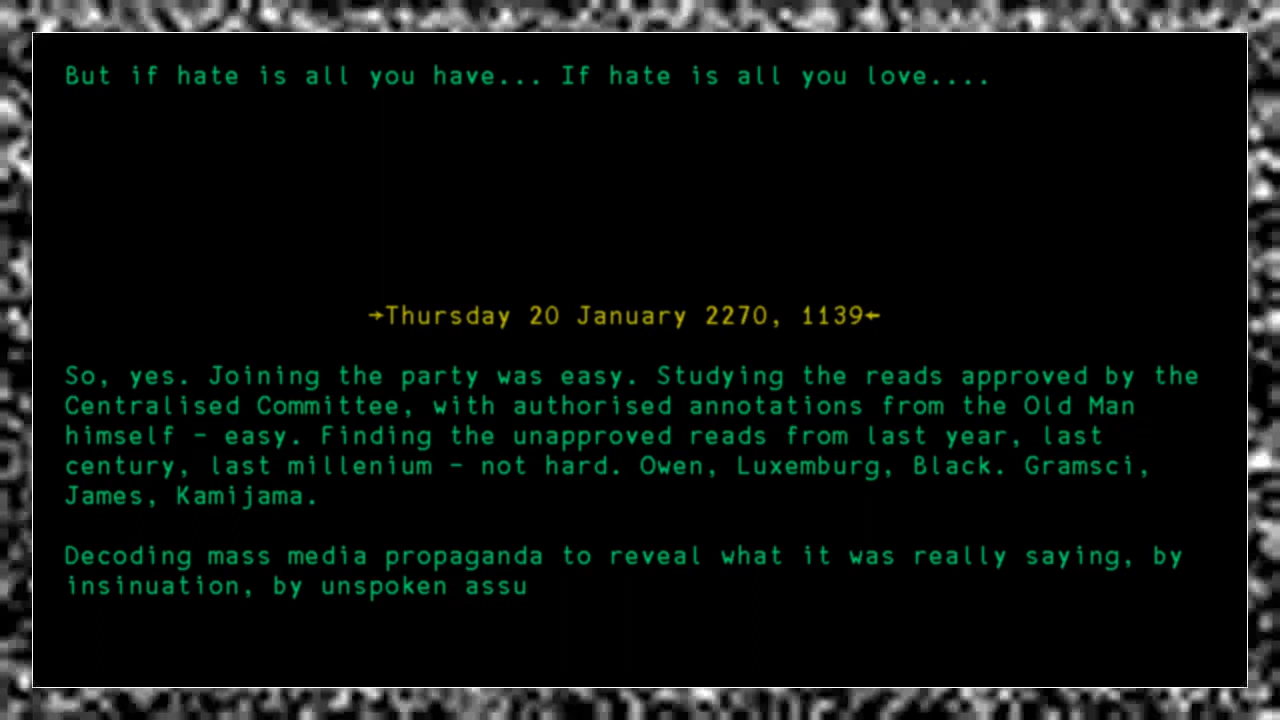 But if hate is all you have... If hate is all you love....
→Thursday 20 January 2270, 1139←
So, yes. Joining the party was easy. Studying the reads approved by the
Centralised Committee, with authorised annotations from the Old Man
himself - easy. Finding the unapproved reads from last year, last
century, last millenium - not hard. Owen, Luxemburg, Black. Gramsci,
James, Kamijama.
Decoding mass media propaganda to reveal what it was really saying, by
insinuation, by unspoken assu